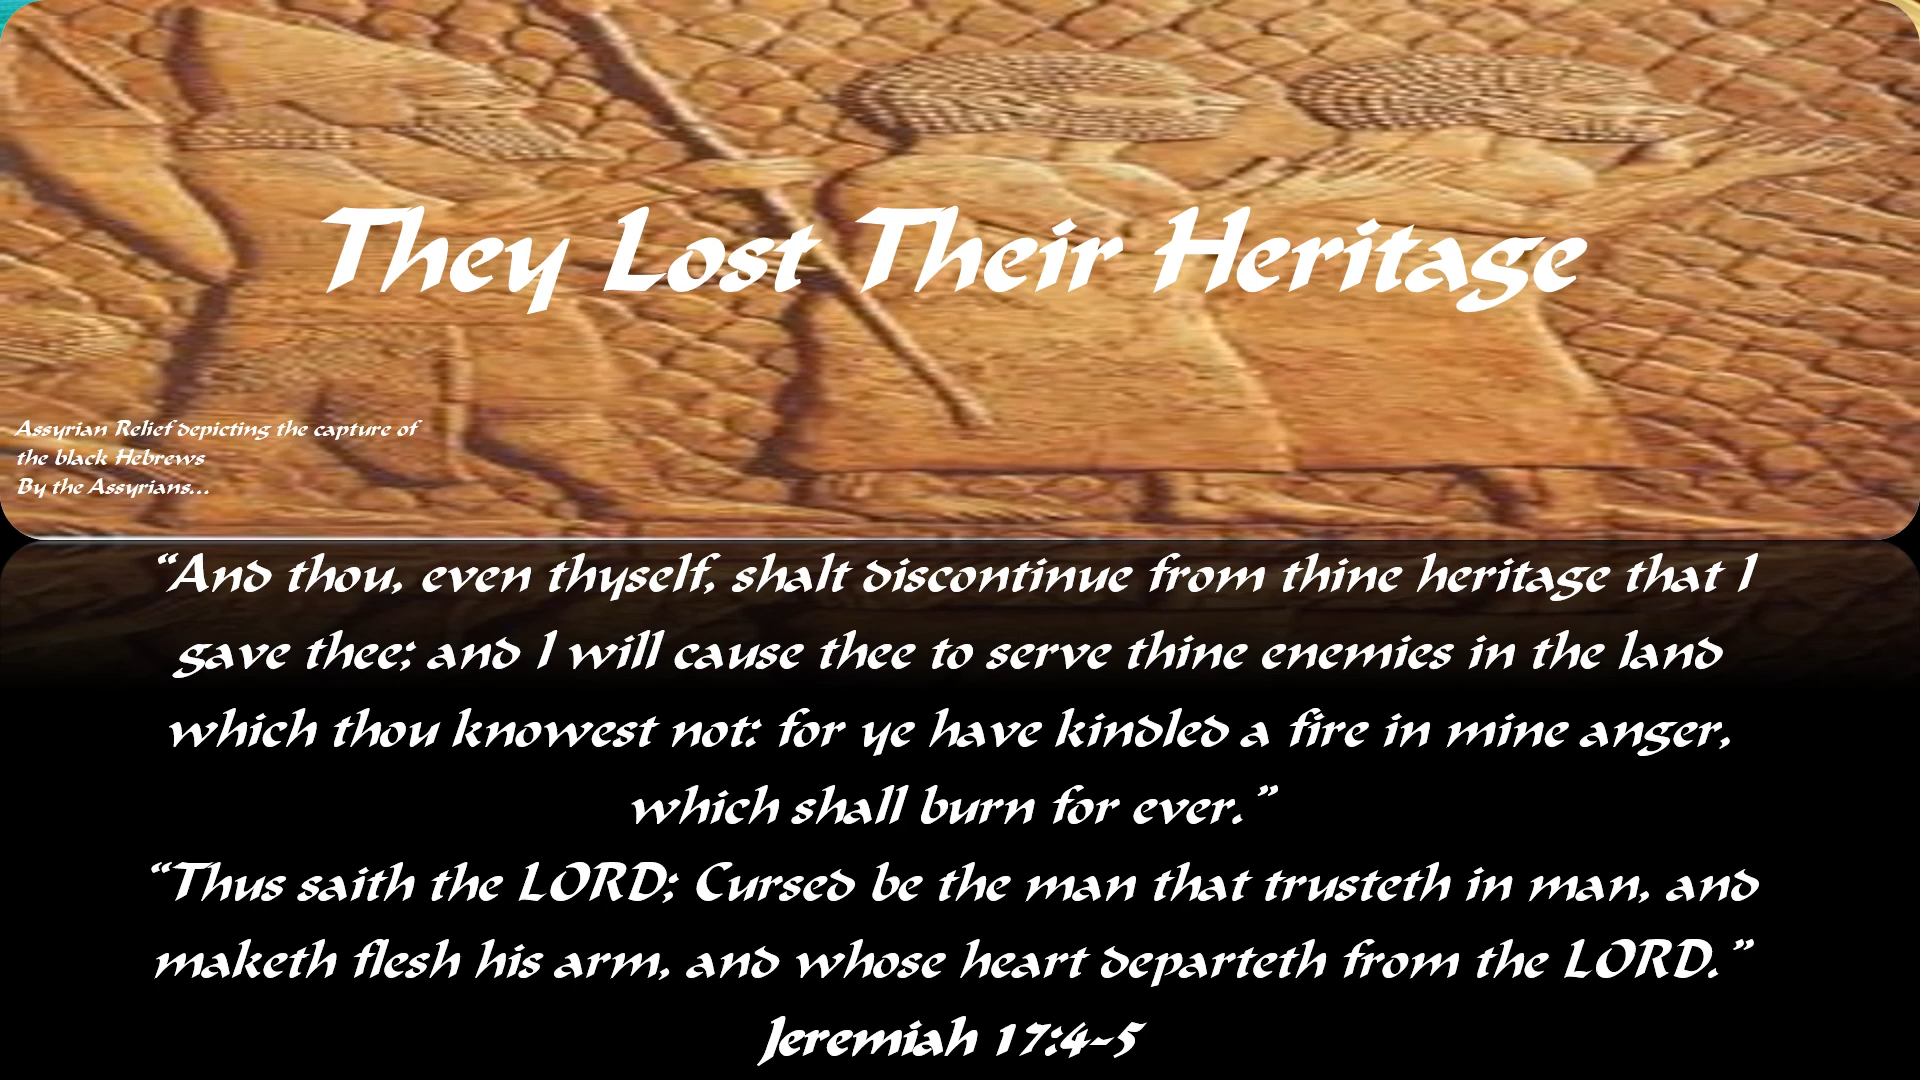 They Lost Their Heritage
Assyrian Relief depicting the capture of
the black Hebrews
By the Assyrians...
“And thou, even thyself, shalt discontinue from thine heritage that I
gave thee; and I will cause thee to serve thine enemies in the land
which thou knowest not: for ye have kindled a fire in mine anger,
which shall burn for ever.”
“Thus saith the LORD; Cursed be the man that trusteth in man, and
maketh flesh his arm, and whose heart departeth from the LORD.”
Jeremiah 17:4-5